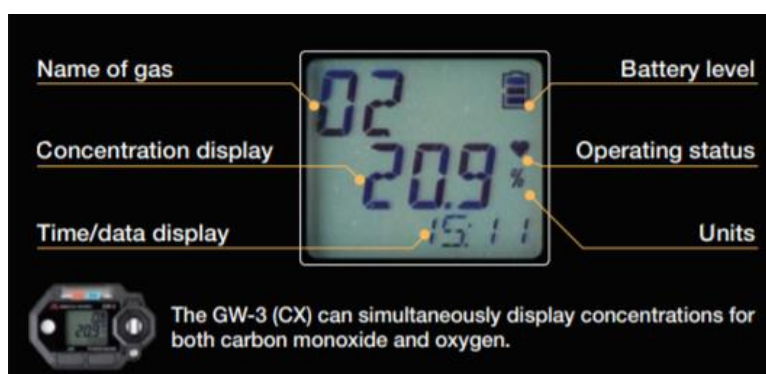 Name of gas
Battery level
O2
Concentration display
Operating status
20.9 %
Time/data display
15:11
Units
The GW-3 (CX) can simultaneously display concentrations for
both carbon monoxide and oxygen.